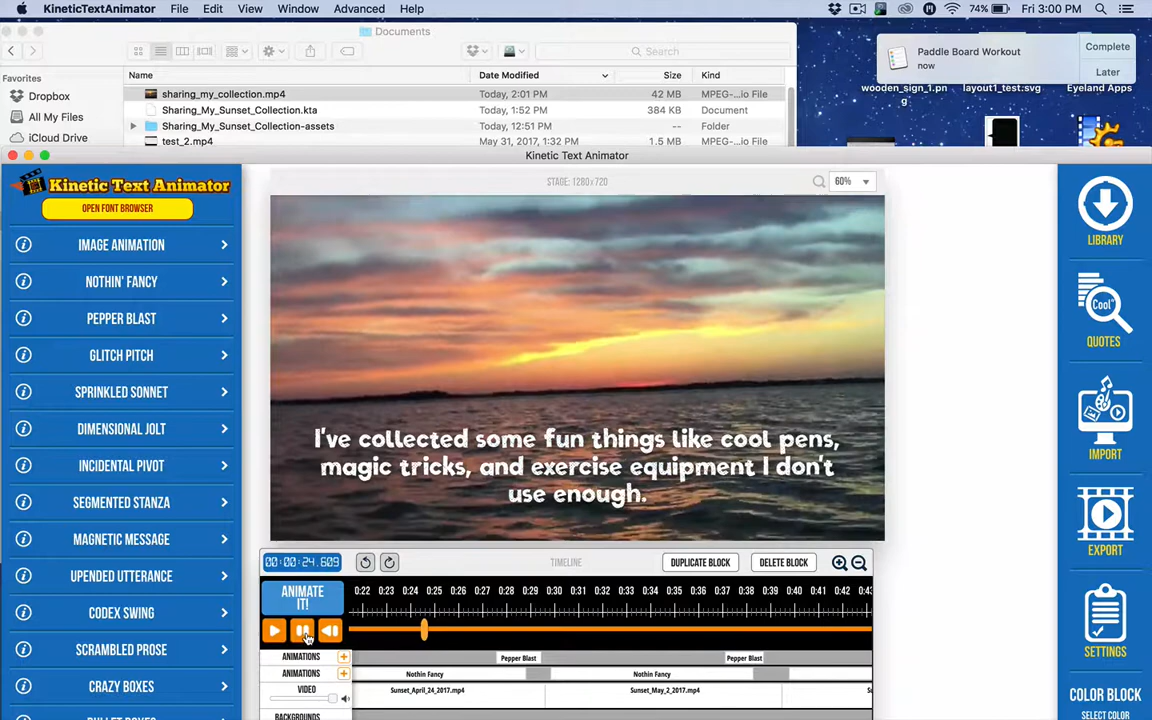 KineticTextAnimator File Edit View Window Advanced Help 74% Fri 3:00 PM
Documents
Search
Paddle Board Workout
now
Complete
Later
Favorites
Name Date Modified Size Kind
Dropbox
sharing_my_collection.mp4 Today, 2:01 PM 42 MB MPEG-...io File
All My Files
Sharing_My_Sunset_Collection.kta Today, 1:52 PM 384 KB Document
iCloud Drive
Sharing_My_Sunset_Collection-assets Today, 12:51 PM -- Folder
test_2.mp4 May 31, 2017, 1:32 PM 1.5 MB MPEG-...io File
wooden_sign_1.pn
g
layout1_test.svg
Eyeland Apps
Kinetic Text Animator
Kinetic Text Animator
OPEN FONT BROWSER
IMAGE ANIMATION
NOTHIN' FANCY
PEPPER BLAST
GLITCH PITCH
SPRINKLED SONNET
DIMENSIONAL JOLT
INCIDENTAL PIVOT
SEGMENTED STANZA
MAGNETIC MESSAGE
UPENDED UTTERANCE
CODEX SWING
SCRAMBLED PROSE
CRAZY BOXES
STAGE: 1280x720
60%
I've collected some fun things like cool pens,
magic tricks, and exercise equipment I don't
use enough.
00:00:24.609
TIMELINE
DUPLICATE BLOCK
DELETE BLOCK
ANIMATE
IT!
0:22 0:23 0:24 0:25 0:26 0:27 0:28 0:29 0:30 0:31 0:32 0:33 0:34 0:35 0:36 0:37 0:38 0:39 0:40 0:41 0:42 0:43
ANIMATIONS + Pepper Blast Pepper Blast
ANIMATIONS + Nothin Fancy Nothin Fancy
VIDEO Sunset_April_24_2017.mp4 Sunset_May_2_2017.mp4
BACKGROUNDS
LIBRARY
Cool"
QUOTES
IMPORT
EXPORT
SETTINGS
COLOR BLOCK
SELECT COLOR